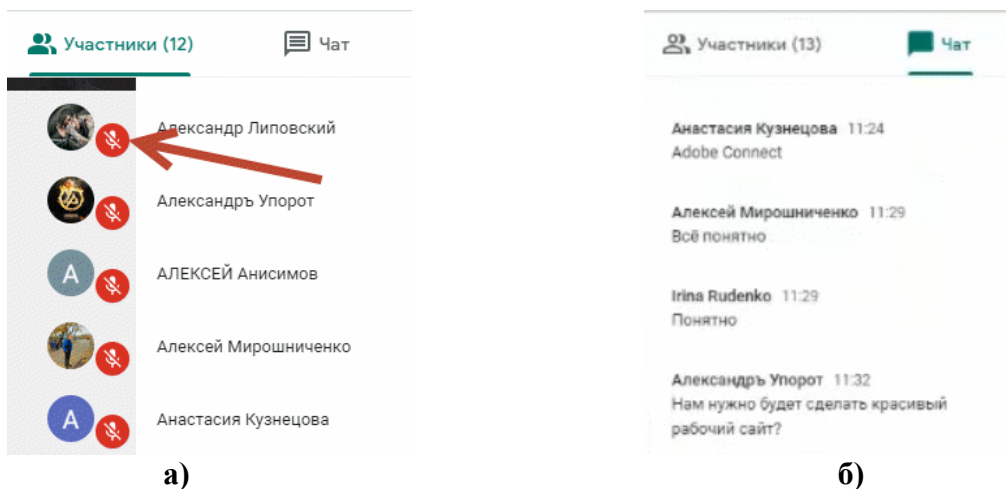 Участники (12)
Чат
Александр Липовский
Александръ Упорот
А
АЛЕКСЕЙ Анисимов
Алексей Мирошниченко
А
Анастасия Кузнецова
а)
Участники (13)
Чат
Анастасия Кузнецова 11:24
Adobe Connect
Алексей Мирошниченко 11:29
Всё понятно
Irina Rudenko 11:29
Понятно
Александръ Упорот 11:32
Нам нужно будет сделать красивый
рабочий сайт?
б)